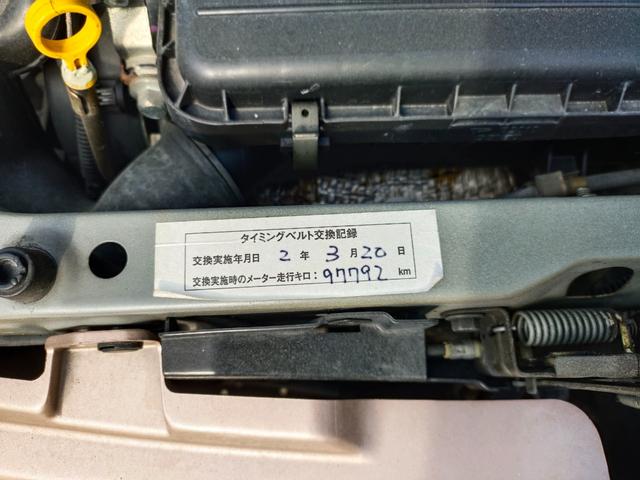 タイミングベルト交換記録
交換実施年月日 2 年 3 月 20 日
交換実施時のメーター走行キロ：97792 km